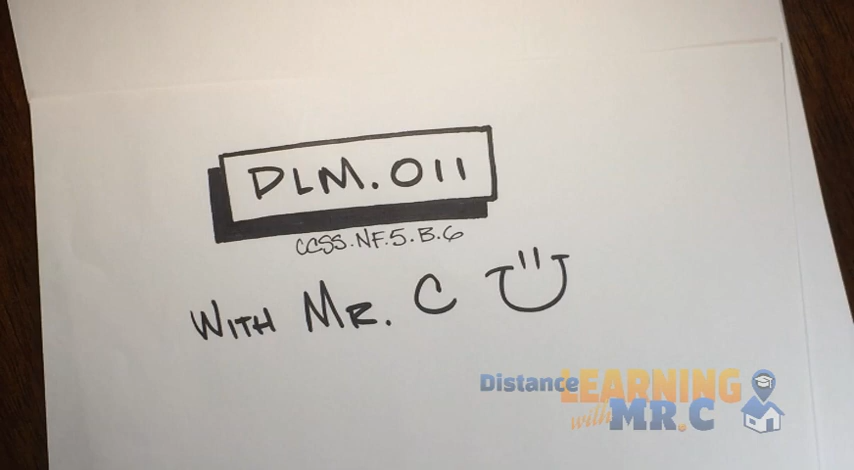 DLM.011
CCSS.NF.5.B.6
WITH MR. C
Distance LEARNING
with MR.C